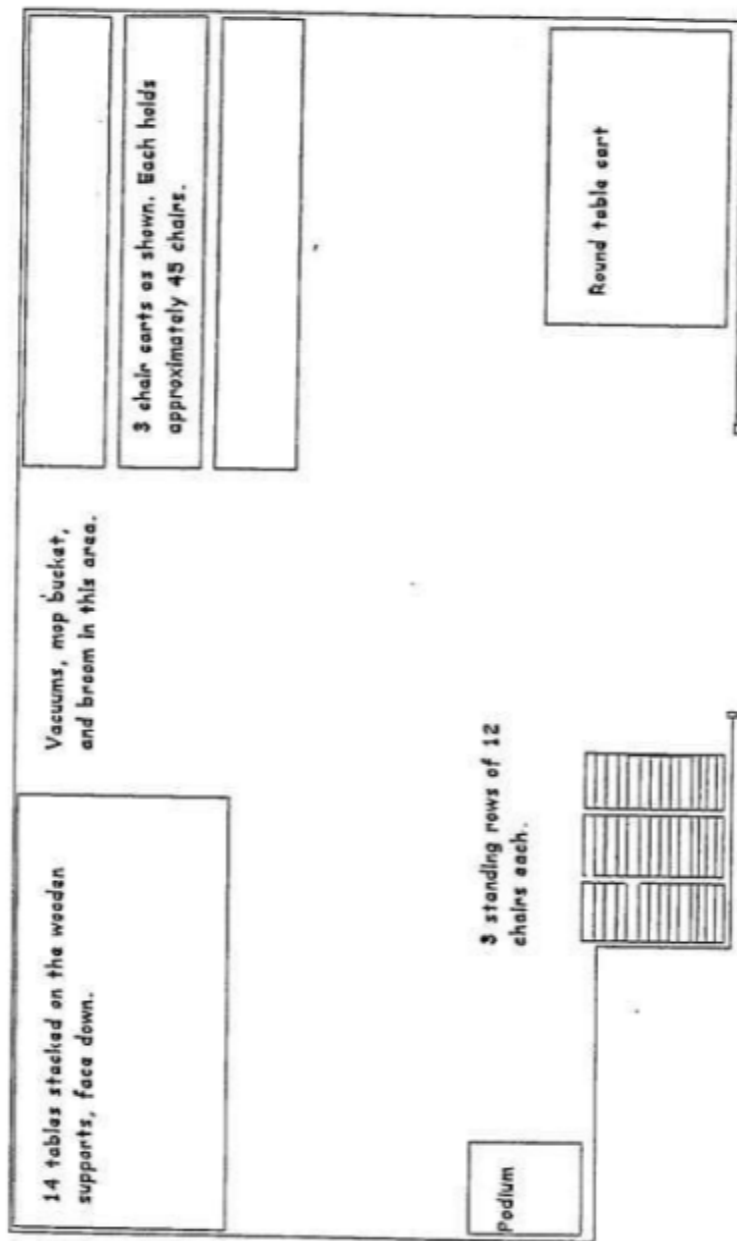 14 tables stacked on the wooden
supports, face down.
Vacuums, mop bucket,
and broom in this area.
3 chair carts as shown. Each holds
approximately 45 chairs.
Podium
3 standing rows of 12
chairs each.
Round table cart